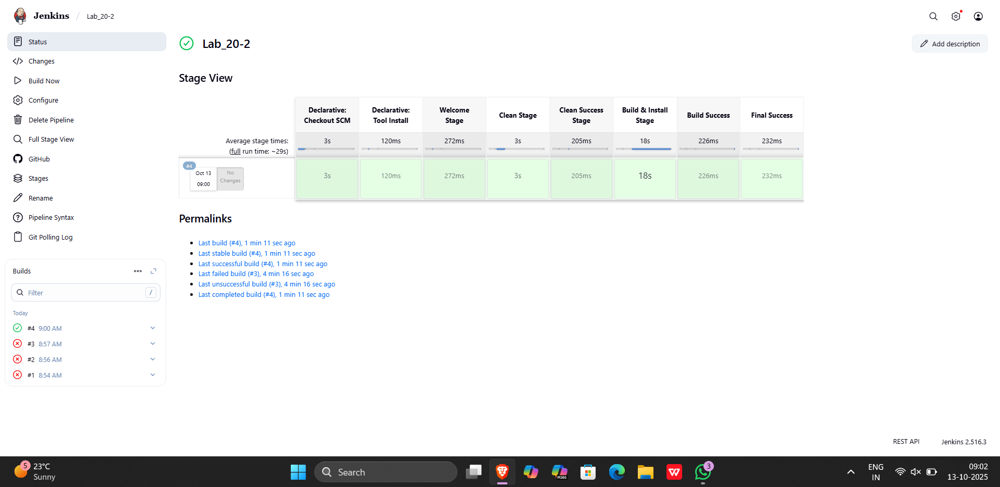 Jenkins / Lab_20-2
Status
Changes
Build Now
Configure
Delete Pipeline
Full Stage View
GitHub
Stages
Rename
Pipeline Syntax
Git Polling Log
Builds
Filter /
Today
#4 9:00 AM
#3 8:57 AM
#2 8:56 AM
#1 8:54 AM
Lab_20-2
Add description
Stage View
Declarative: Checkout SCM
Declarative: Tool Install
Welcome Stage
Clean Stage
Clean Success Stage
Build & Install Stage
Build Success
Final Success
Average stage times:
(full run time: ~29s)
3s 120ms 272ms 3s 205ms 18s 226ms 232ms
#4
Oct 13
09:00
No
Changes
3s 120ms 272ms 3s 205ms 18s 226ms 232ms
Permalinks
Last build (#4), 1 min 11 sec ago
Last stable build (#4), 1 min 11 sec ago
Last successful build (#4), 1 min 11 sec ago
Last failed build (#3), 4 min 16 sec ago
Last unsuccessful build (#3), 4 min 16 sec ago
Last completed build (#4), 1 min 11 sec ago
REST API
Jenkins 2.516.3
5
23°C
Sunny
Search
M365
W
3
ENG
IN
09:02
13-10-2025